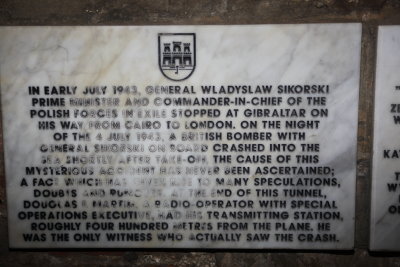 IN EARLY JULY 1943, GENERAL WLADYSLAW SIKORSKI
PRIME MINISTER AND COMMANDER-IN-CHIEF OF THE
POLISH FORCES IN EXILE STOPPED AT GIBRALTAR ON
HIS WAY FROM CAIRO TO LONDON. ON THE NIGHT
OF THE 4 JULY 1943, A BRITISH BOMBER WITH
GENERAL SIKORSKI ON BOARD CRASHED INTO THE
SEA SHORTLY AFTER TAKE-OFF. THE CAUSE OF THIS
MYSTERIOUS ACCIDENT HAS NEVER BEEN ASCERTAINED;
A FACT WHICH HAS GIVEN RISE TO MANY SPECULATIONS,
DOUBTS AND RUMOURS. AT THE END OF THIS TUNNEL,
DOUGLAS F. MARTIN, A RADIO-OPERATOR WITH SPECIAL
OPERATIONS EXECUTIVE, HAD HIS TRANSMITTING STATION,
ROUGHLY FOUR HUNDRED METRES FROM THE PLANE. HE
WAS THE ONLY WITNESS WHO ACTUALLY SAW THE CRASH.